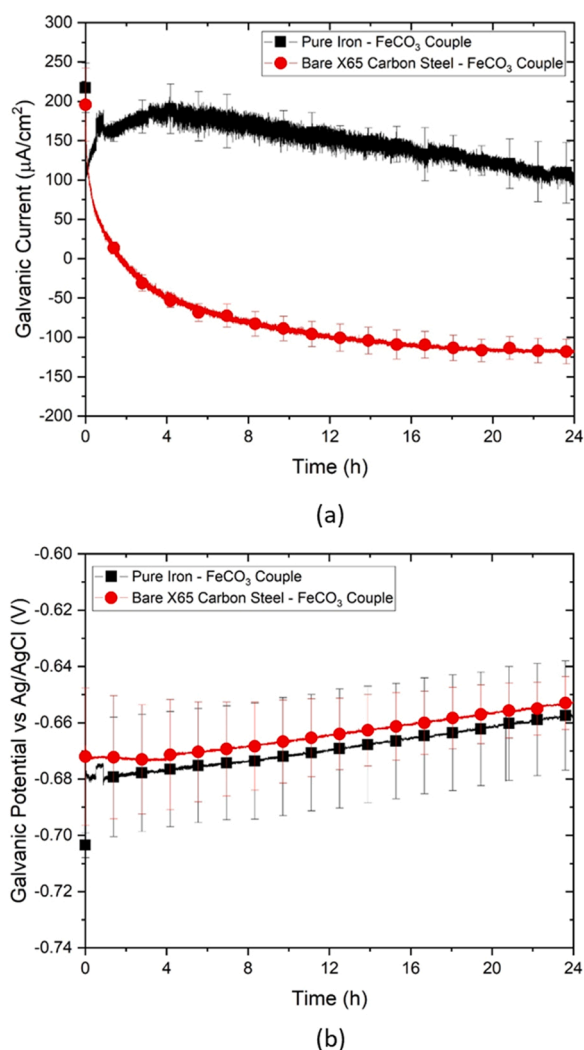 300
Pure Iron - FeCO₃ Couple
Bare X65 Carbon Steel - FeCO₃ Couple
250
200
150
100
50
0
-50
-100
-150
-200
Galvanic Current (µA/cm²)
0 4 8 12 16 20 24
Time (h)
(a)
-0.60
Pure Iron - FeCO₃ Couple
Bare X65 Carbon Steel - FeCO₃ Couple
-0.62
-0.64
-0.66
-0.68
-0.70
-0.72
-0.74
Galvanic Potential vs Ag/AgCl (V)
0 4 8 12 16 20 24
Time (h)
(b)